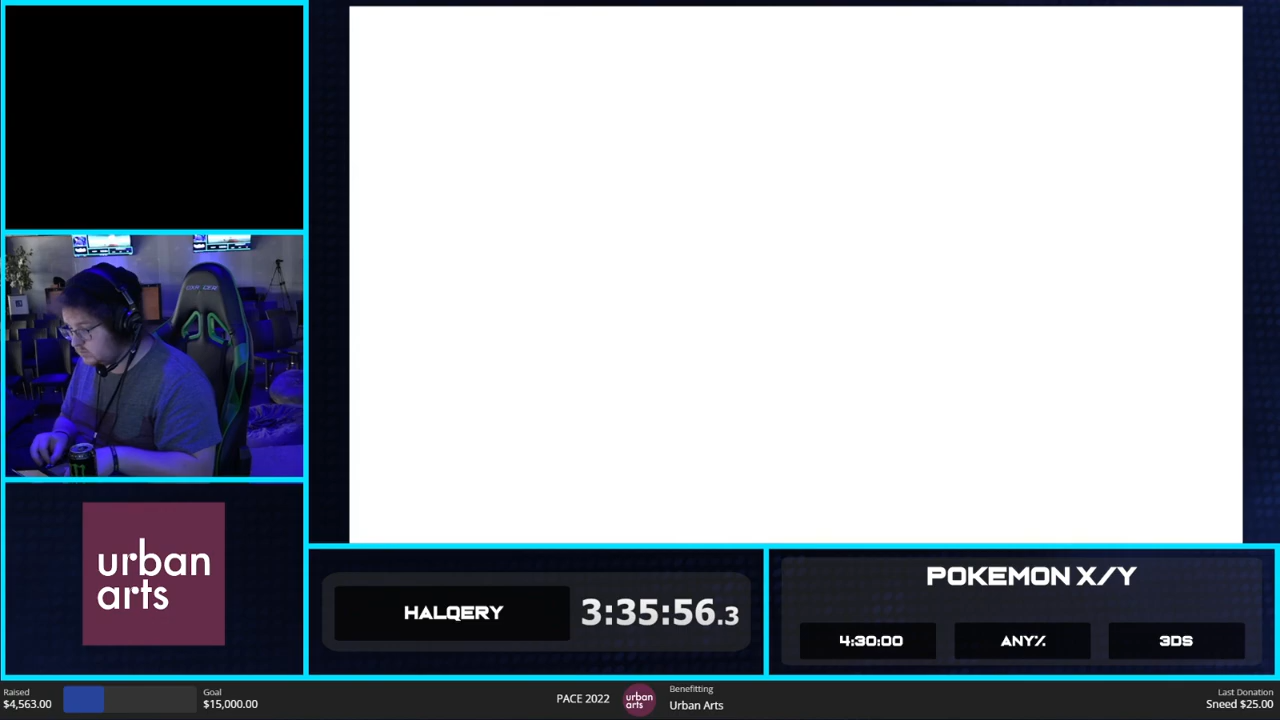 urban
arts
HALQERY
3:35:56.3
POKEMON X/Y
4:30:00
ANY%
3DS
Raised
$4,563.00
Goal
$15,000.00
PACE 2022
urban
arts
Benefitting
Urban Arts
Last Donation
Sneed $25.00